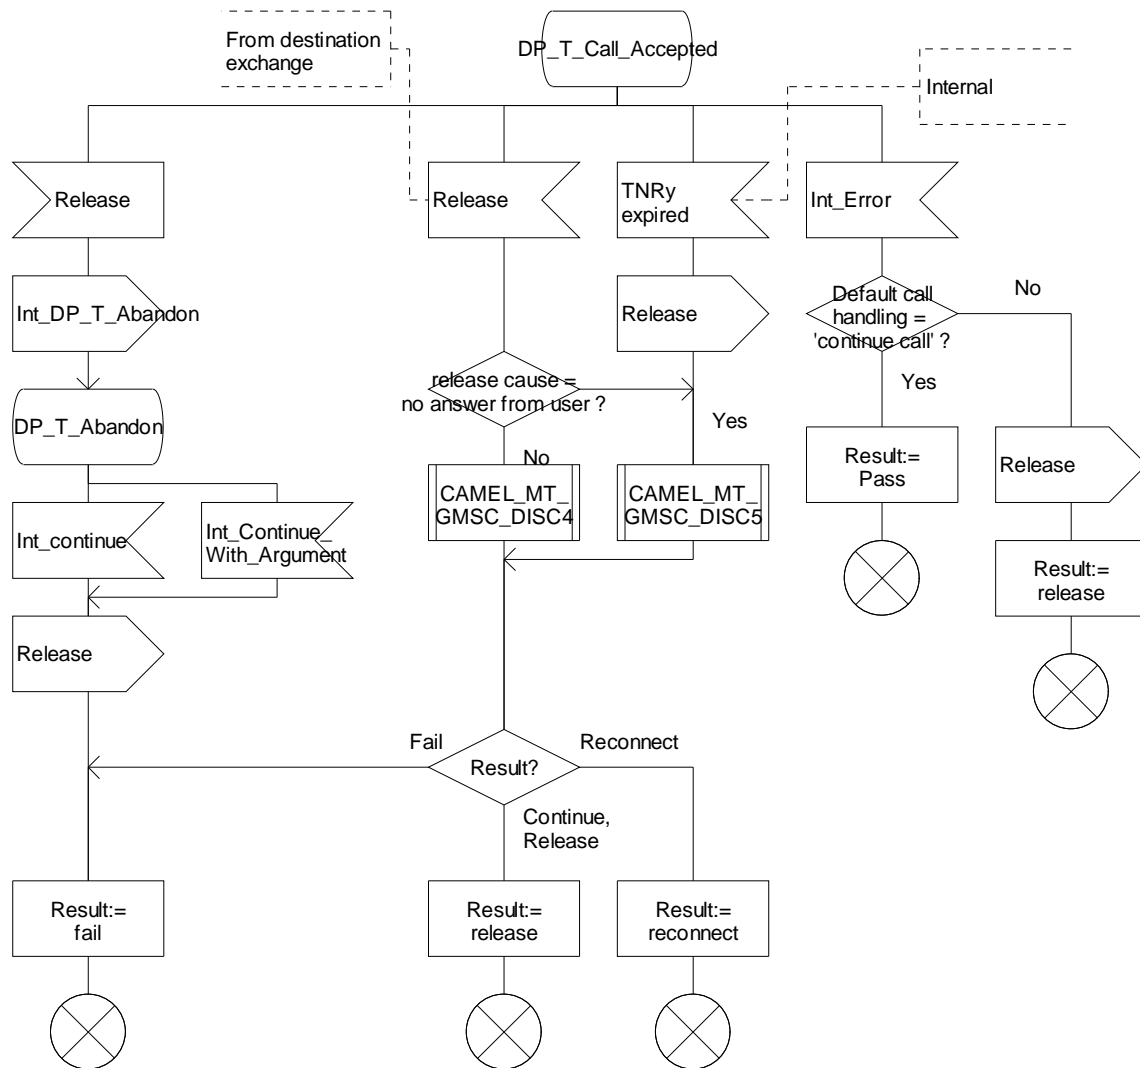 From destination
exchange
DP_T_Call_Accepted
Internal
Release
Release
TNRy
expired
Int_Error
Int_DP_T_Abandon
Release
Default call
handling =
'continue call' ?
No
release cause =
no answer from user ?
Yes
Yes
DP_T_Abandon
No
Result:=
Pass
Release
CAMEL_MT_
GMSC_DISC4
CAMEL_MT_
GMSC_DISC5
Int_continue
Int_Continue_
With_Argument
Result:=
release
Release
Fail
Reconnect
Result?
Continue,
Release
Result:=
fail
Result:=
release
Result:=
reconnect